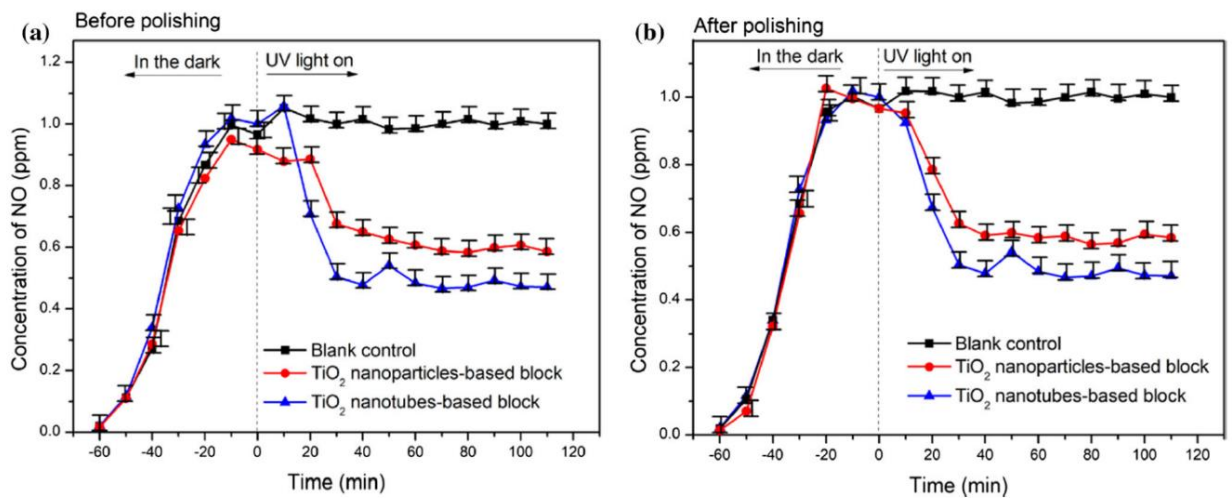 (a)
Before polishing
In the dark
UV light on
1.2
1.0
0.8
0.6
0.4
0.2
0.0
Concentration of NO (ppm)
Blank control
TiO2 nanoparticles-based block
TiO2 nanotubes-based block
-60 -40 -20 0 20 40 60 80 100 120
Time (min)
(b)
After polishing
In the dark
UV light on
1.2
1.0
0.8
0.6
0.4
0.2
0.0
Concentration of NO (ppm)
Blank control
TiO2 nanoparticles-based block
TiO2 nanotubes-based block
-60 -40 -20 0 20 40 60 80 100 120
Time (min)